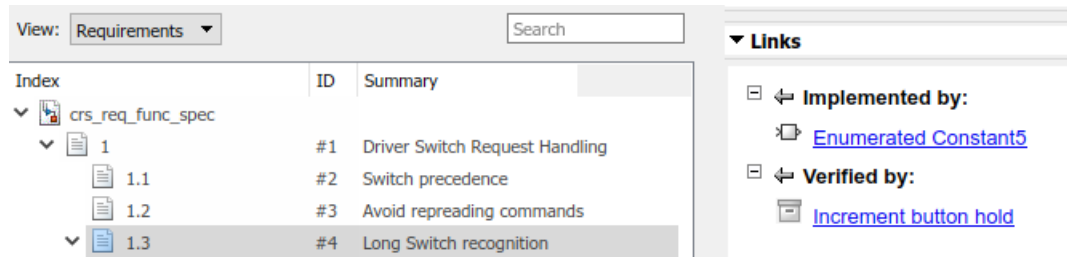 View: Requirements
Search
Index ID Summary
crs_req_func_spec
1 #1 Driver Switch Request Handling
1.1 #2 Switch precedence
1.2 #3 Avoid repreading commands
1.3 #4 Long Switch recognition
Links
Implemented by:
Enumerated Constant5
Verified by:
Increment button hold